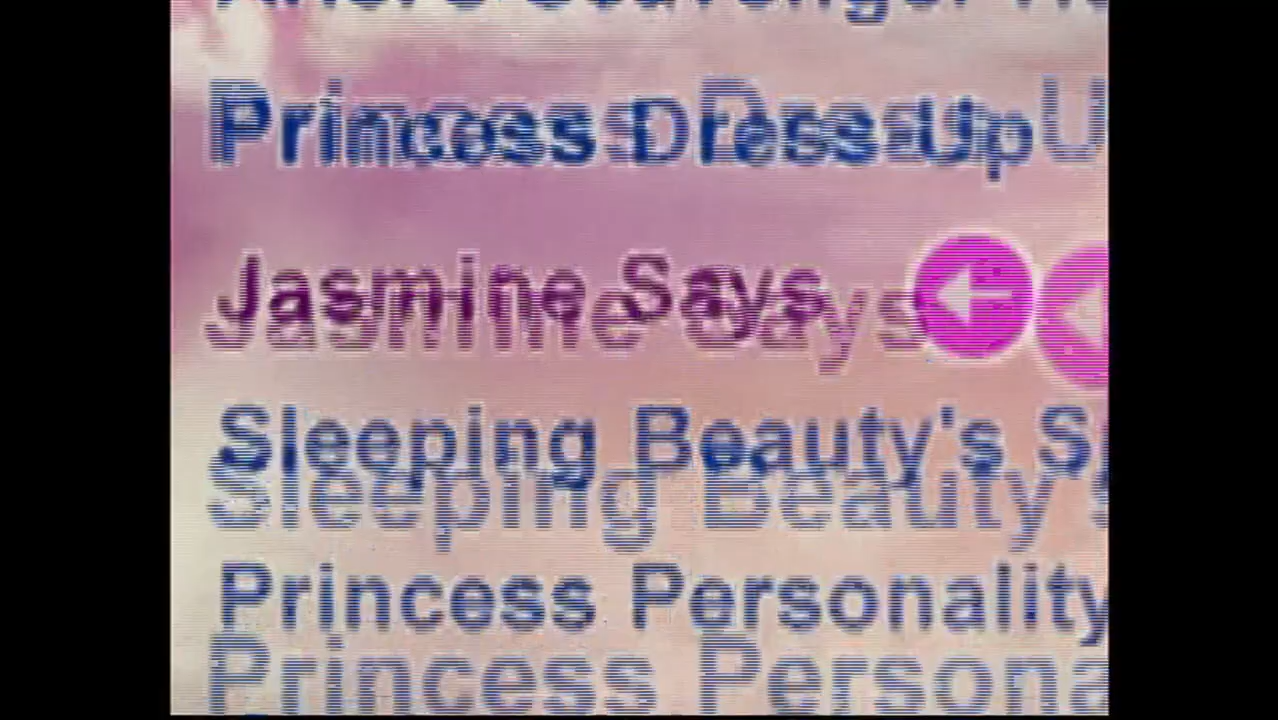 Princess Dress Up
Jasmine Says
Sleeping Beauty's
Princess Personality